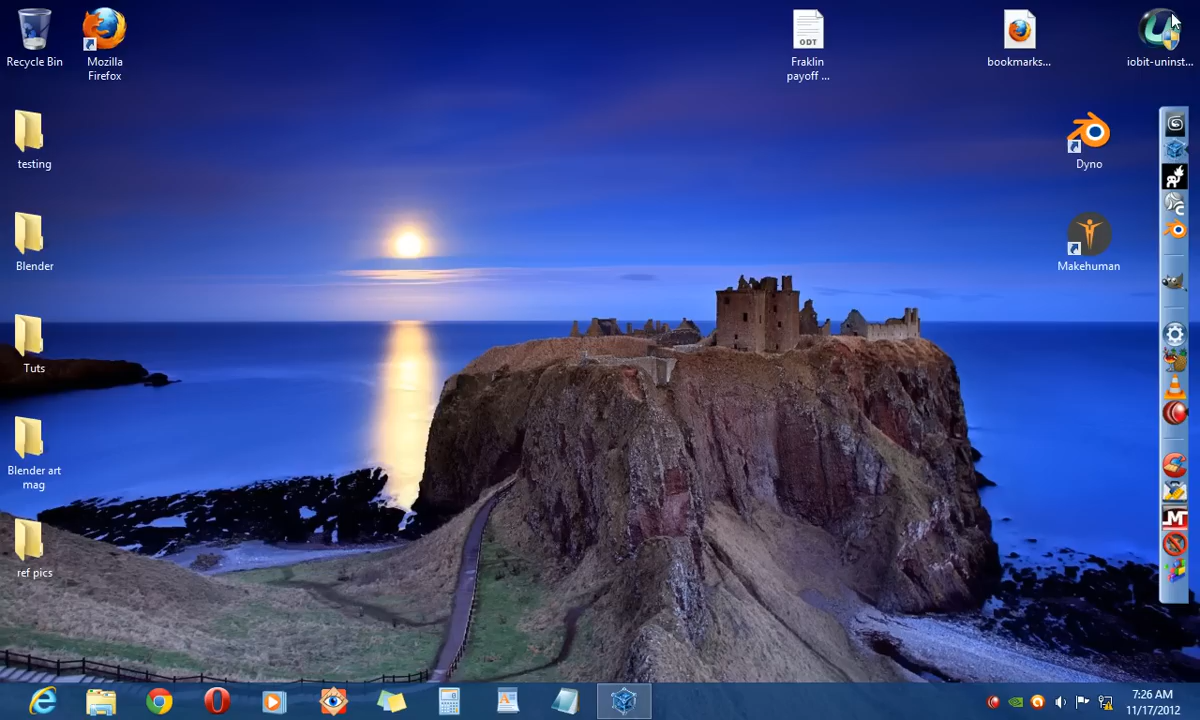 Recycle Bin
Mozilla
Firefox
Fraklin
payoff ...
ODT
bookmarks...
iobit-uninst...
testing
Dyno
Blender
Makehuman
Tuts
Blender art
mag
ref pics
7:26 AM
11/17/2012